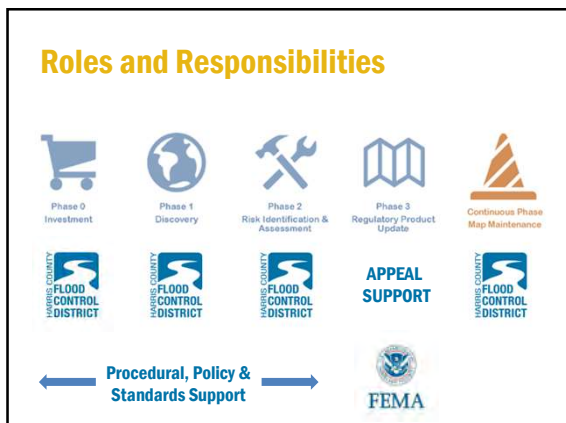 Roles and Responsibilities
Phase 0
Investment
Phase 1
Discovery
Phase 2
Risk Identification &
Assessment
Phase 3
Regulatory Product
Update
Continuous Phase
Map Maintenance
HARRIS COUNTY
FLOOD
CONTROL
DISTRICT
HARRIS COUNTY
FLOOD
CONTROL
DISTRICT
HARRIS COUNTY
FLOOD
CONTROL
DISTRICT
APPEAL
SUPPORT
HARRIS COUNTY
FLOOD
CONTROL
DISTRICT
Procedural, Policy &
Standards Support
FEMA